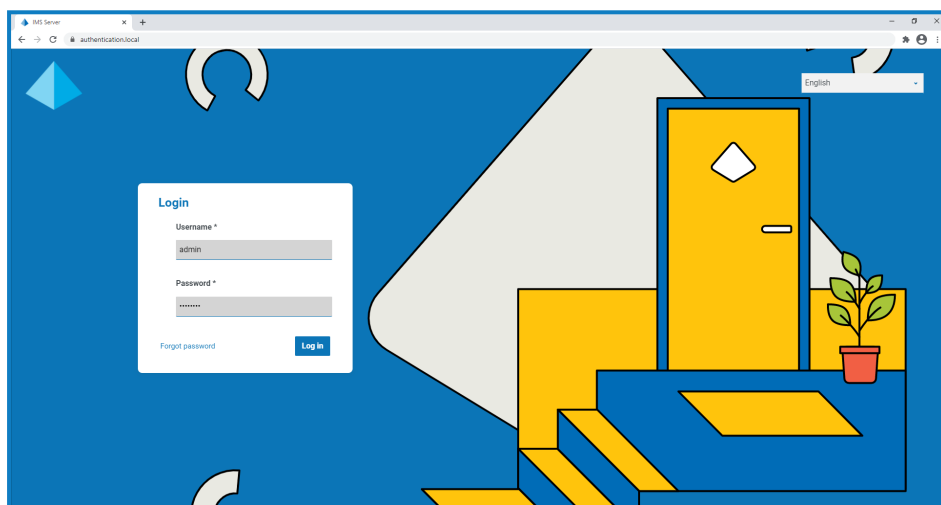 IMS Server
authentication.local
English
Login
Username *
admin
Password *
••••••••
Forgot password
Log in